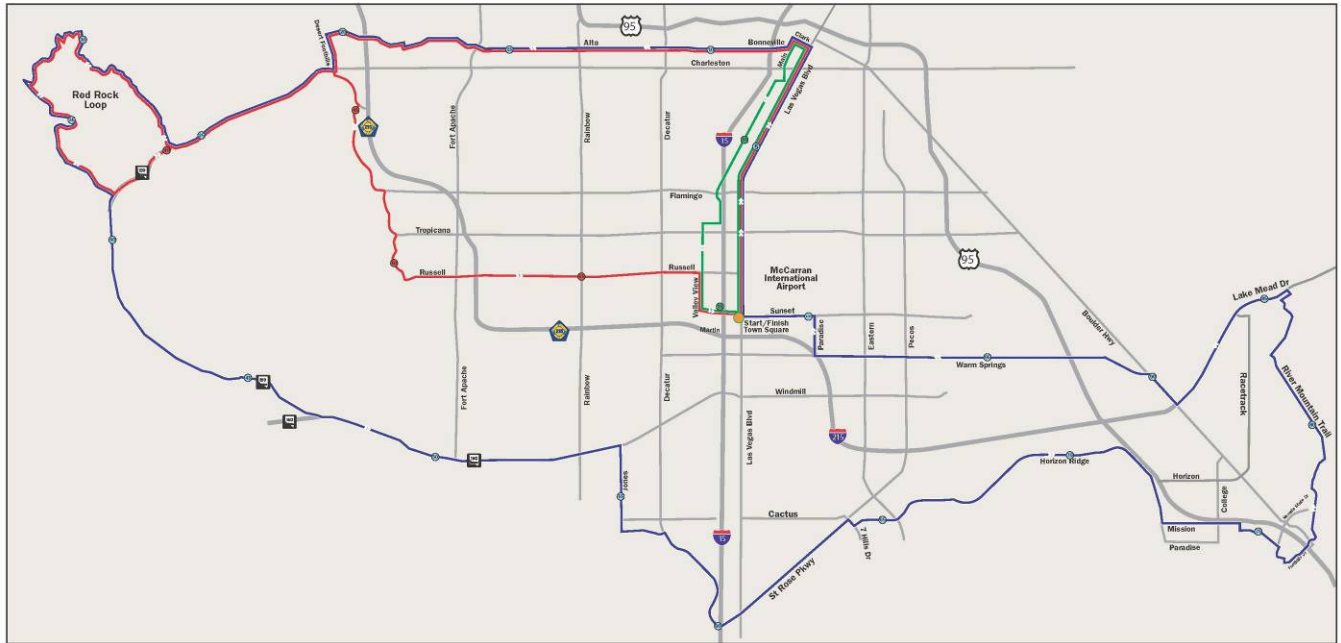 95
Desert Foothills
Alta
Bonneville
Clark
Main
Charleston
Las Vegas Blvd
Red Rock
Loop
Fort Apache
Rainbow
Decatur
15
Flamingo
Tropicana
95
Russell
Russell
McCarran
International
Airport
Valley View
Sunset
Start/Finish
Town Square
Martin
Paradise
Eastern
Pecos
Lake Mead Dr
Boulder Hwy
Warm Springs
Racetrack
River Mountain Trail
Fort Apache
Rainbow
Decatur
Windmill
Las Vegas Blvd
215
Jones
Horizon Ridge
Horizon
College
Cactus
7 Hills Dr
Mission
Paradise
15
St Rose Pkwy